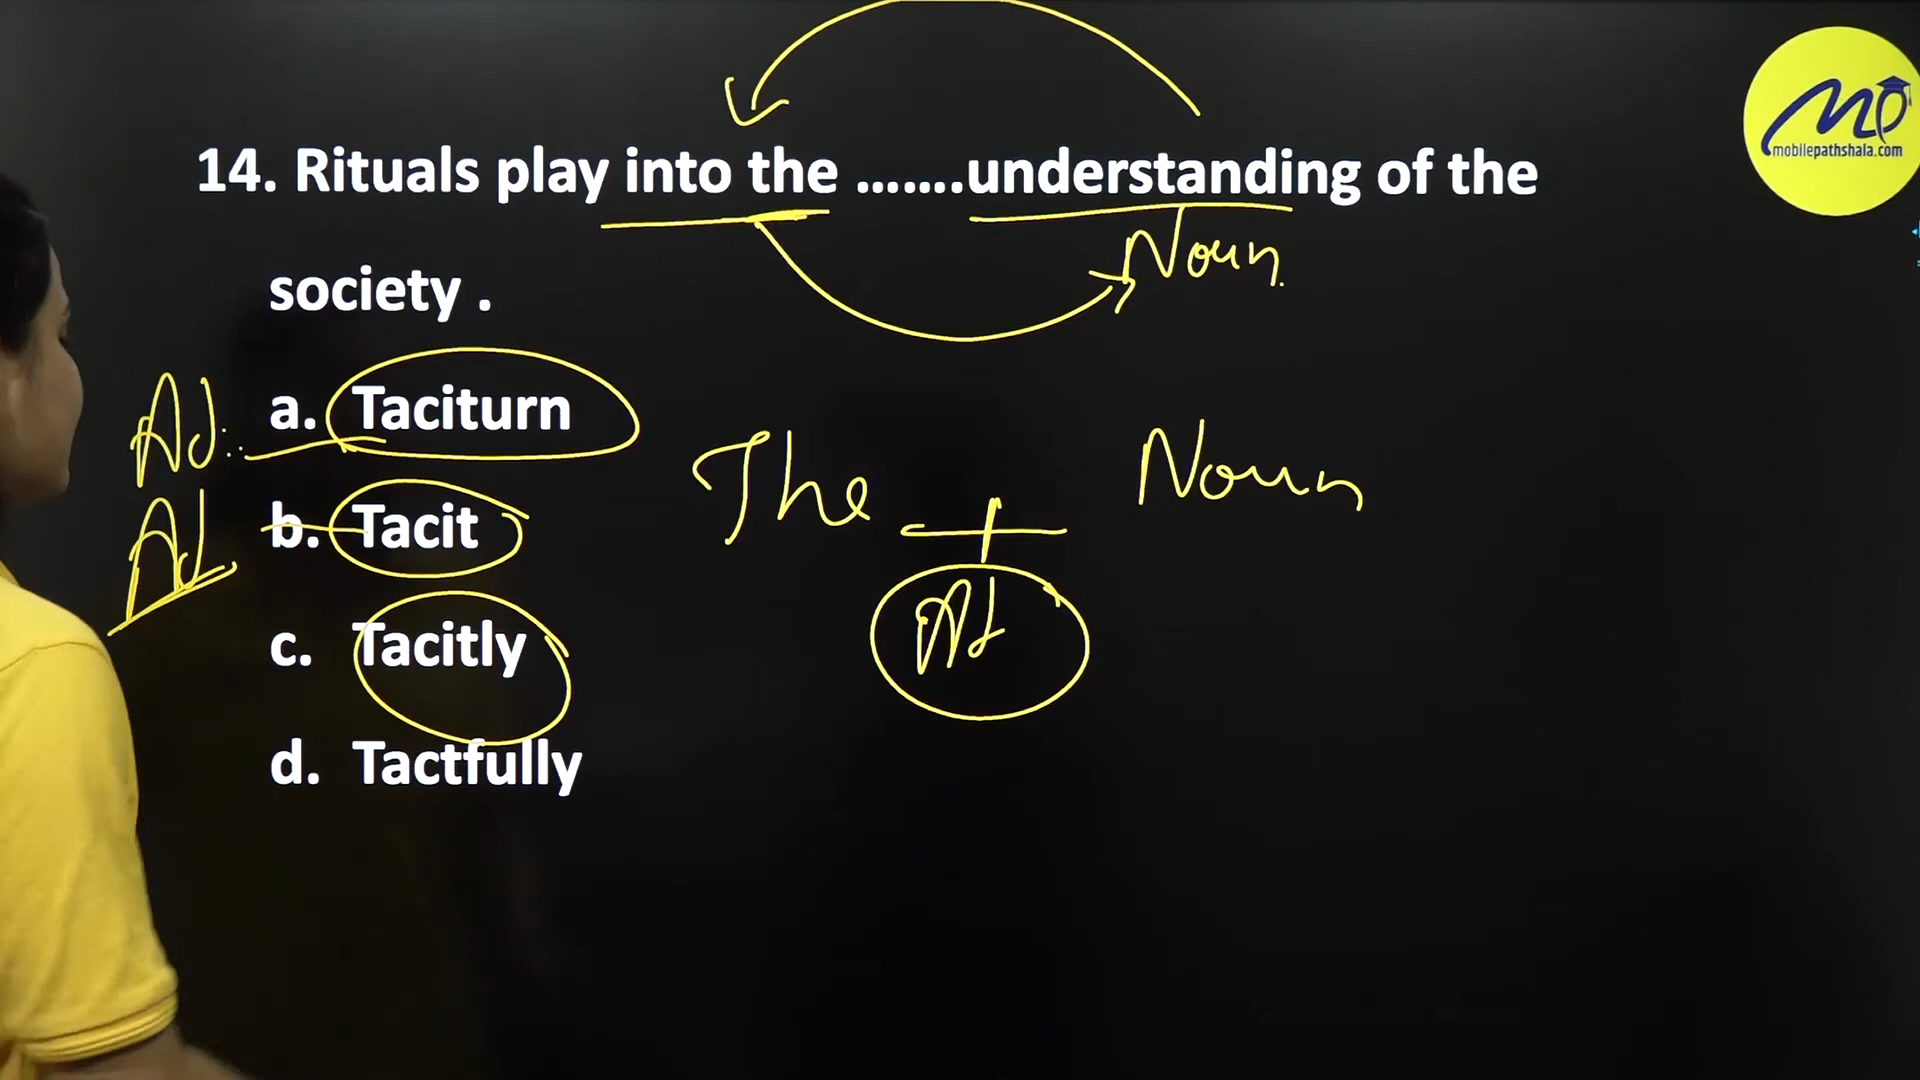 14. Rituals play into the .......understanding of the
society .
Noun
a. Taciturn
Adj.
b. Tacit
Adj
c. Tacitly
d. Tactfully
The Noun
Adj
mobilepathshala.com